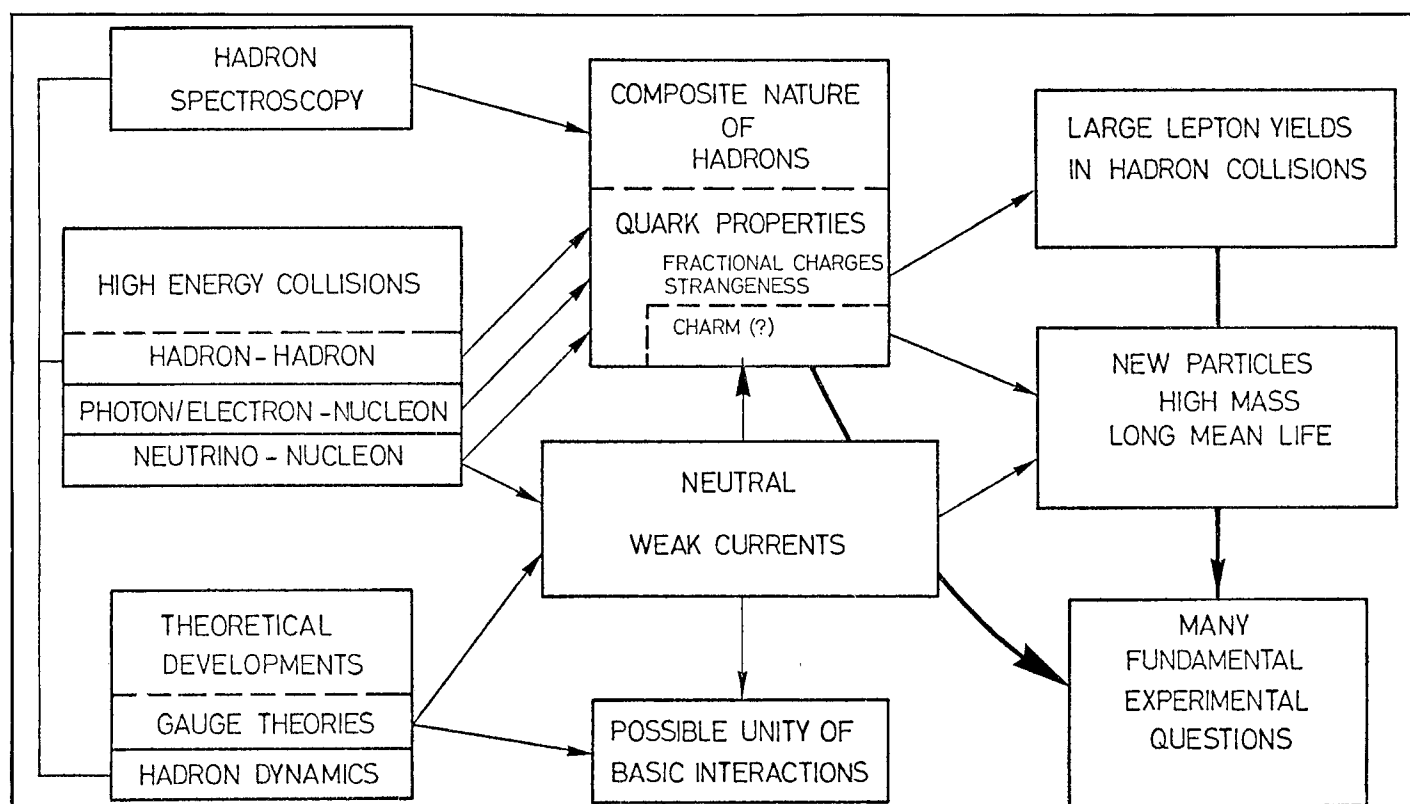 HADRON
SPECTROSCOPY
HIGH ENERGY COLLISIONS
HADRON-HADRON
PHOTON/ELECTRON-NUCLEON
NEUTRINO-NUCLEON
THEORETICAL
DEVELOPMENTS
GAUGE THEORIES
HADRON DYNAMICS
COMPOSITE NATURE
OF
HADRONS
QUARK PROPERTIES
FRACTIONAL CHARGES
STRANGENESS
CHARM (?)
NEUTRAL
WEAK CURRENTS
POSSIBLE UNITY OF
BASIC INTERACTIONS
LARGE LEPTON YIELDS
IN HADRON COLLISIONS
NEW PARTICLES
HIGH MASS
LONG MEAN LIFE
MANY
FUNDAMENTAL
EXPERIMENTAL
QUESTIONS